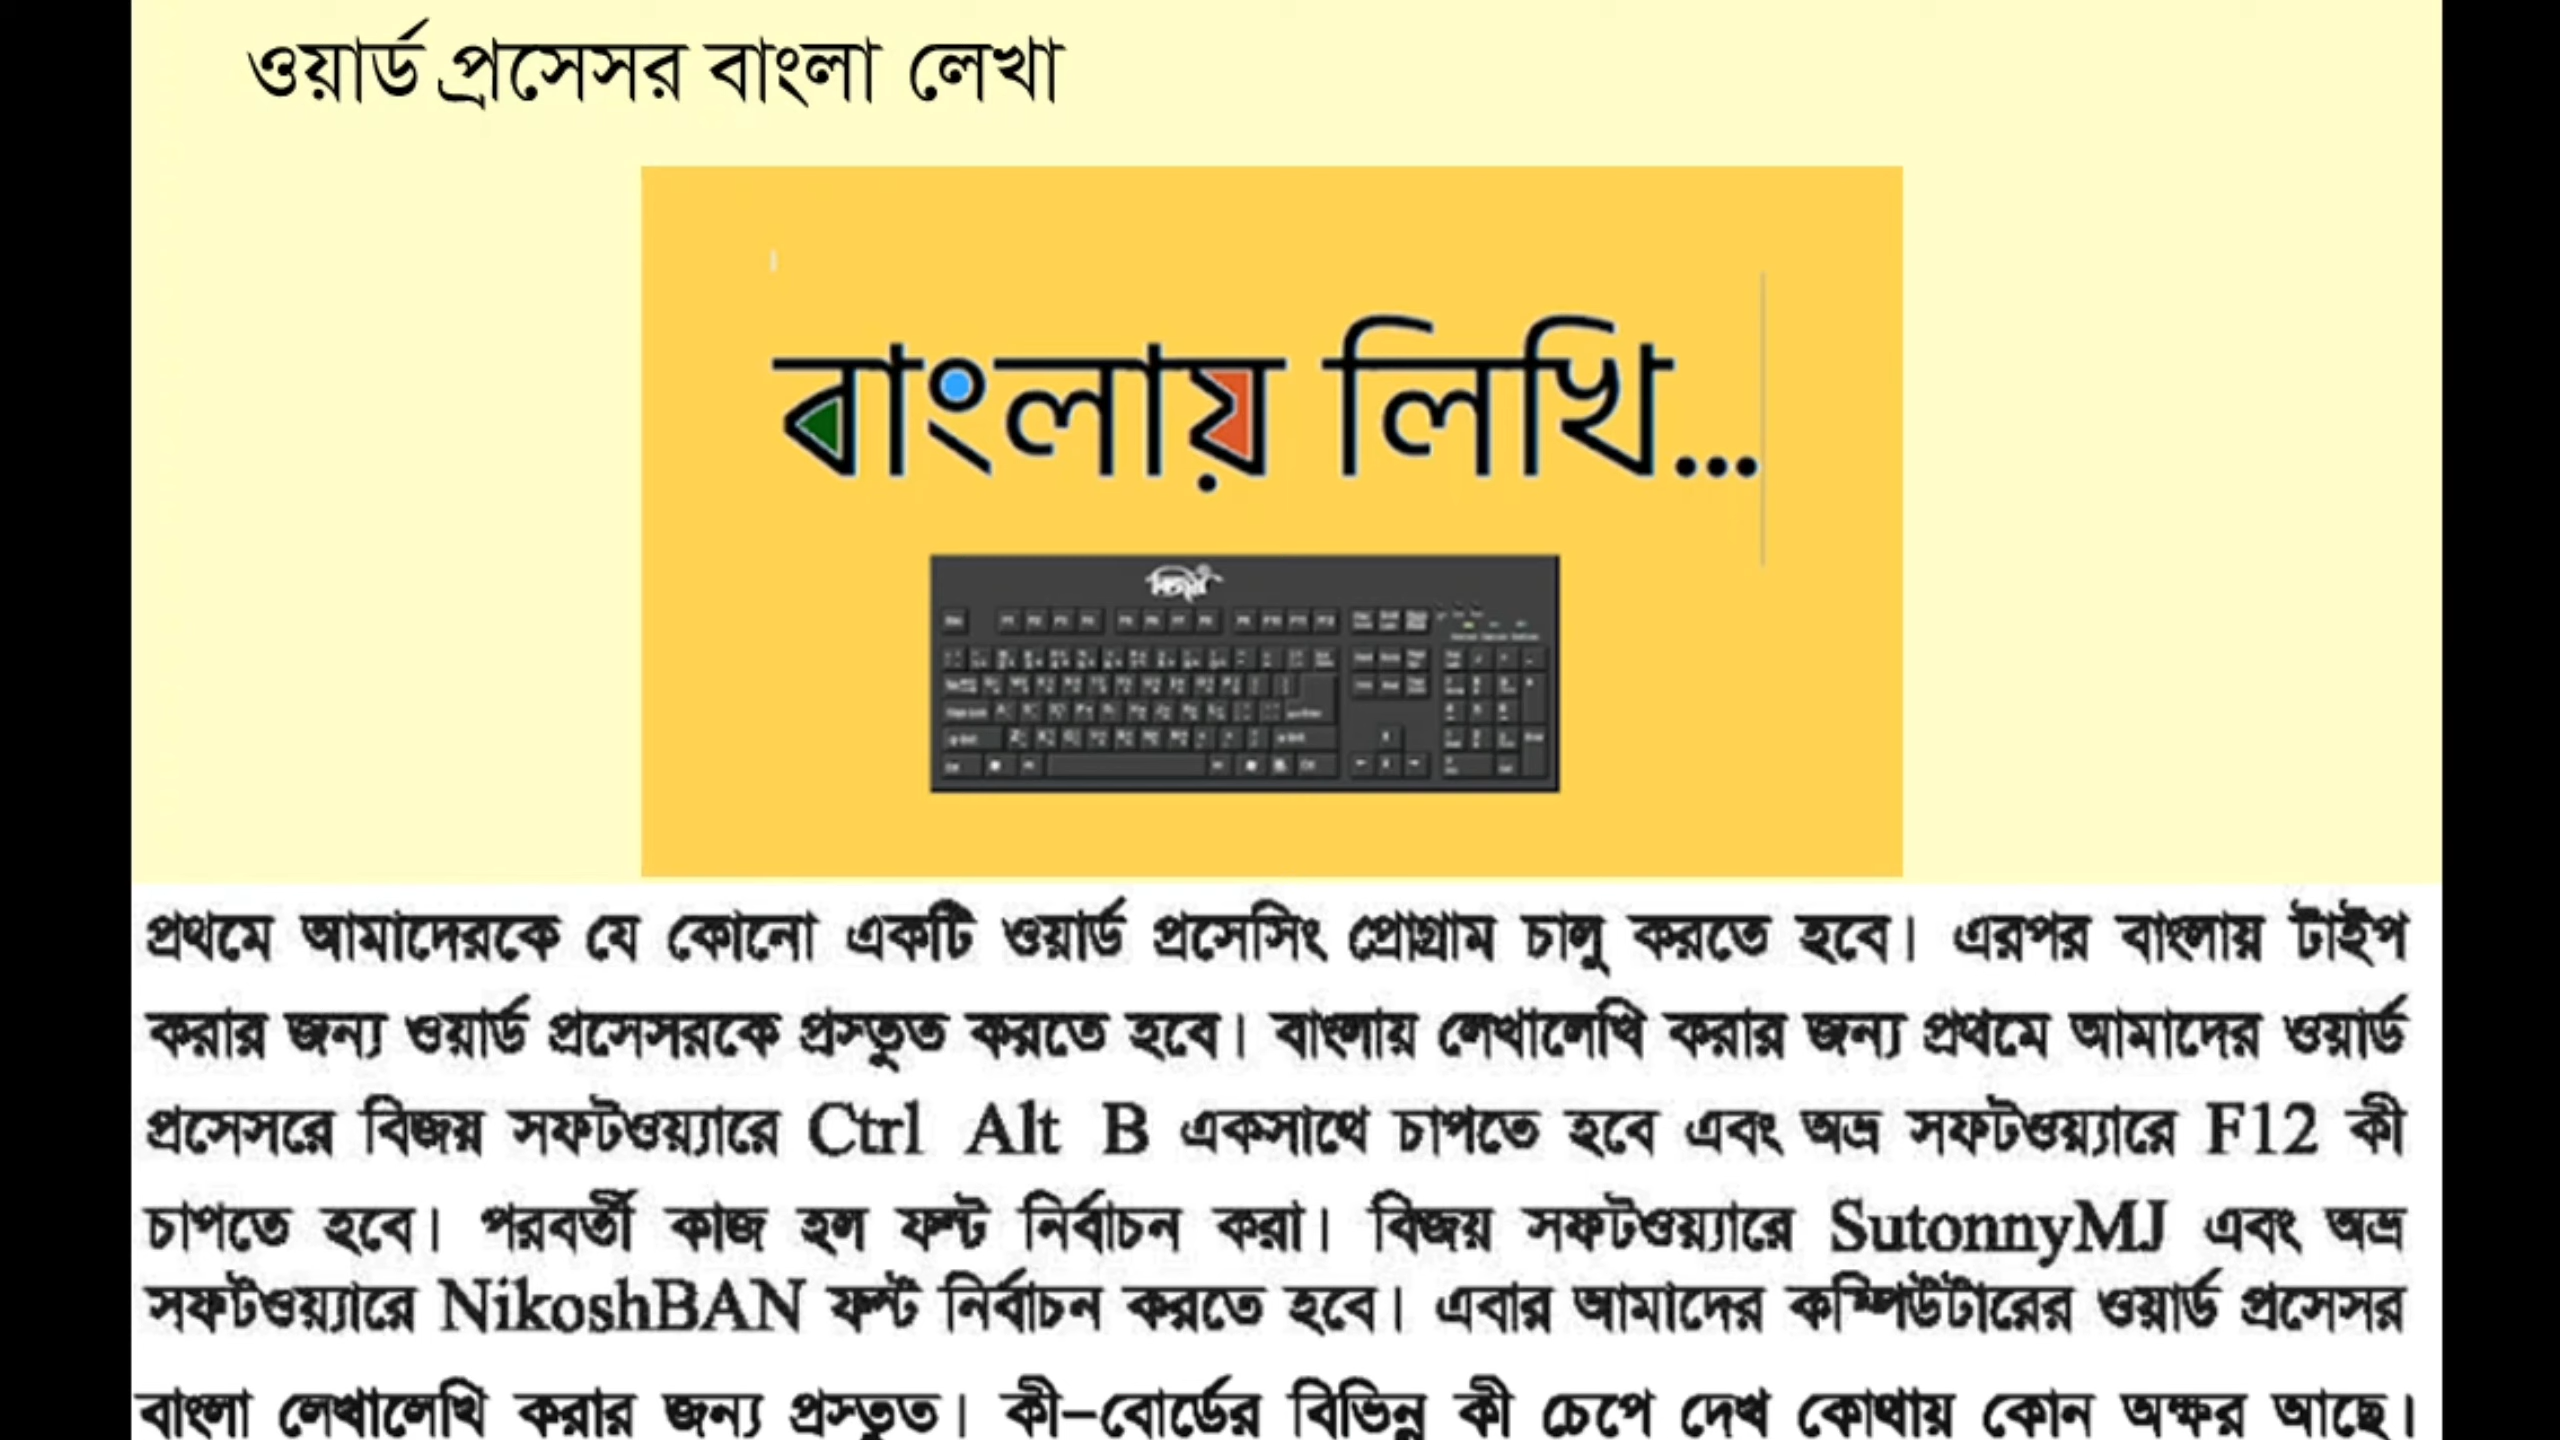 ওয়ার্ড প্রসেসর বাংলা লেখা
বাংলায় লিখি...
বিজয়
প্রথমে আমাদেরকে যে কোনো একটি ওয়ার্ড প্রসেসিং প্রোগ্রাম চালু করতে হবে। এরপর বাংলায় টাইপ
করার জন্য ওয়ার্ড প্রসেসরকে প্রস্তুত করতে হবে। বাংলায় লেখালেখি করার জন্য প্রথমে আমাদের ওয়ার্ড
প্রসেসরে বিজয় সফটওয়্যারে Ctrl Alt B একসাথে চাপতে হবে এবং অভ্র সফটওয়্যারে F12 কী
চাপতে হবে। পরবর্তী কাজ হল ফন্ট নির্বাচন করা। বিজয় সফটওয়্যারে SutonnyMJ এবং অভ্র
সফটওয়্যারে NikoshBAN ফন্ট নির্বাচন করতে হবে। এবার আমাদের কম্পিউটারের ওয়ার্ড প্রসেসর
বাংলা লেখালেখি করার জন্য প্রস্তুত। কী-বোর্ডের বিভিন্ন কী চেপে দেখ কোথায় কোন অক্ষর আছে।